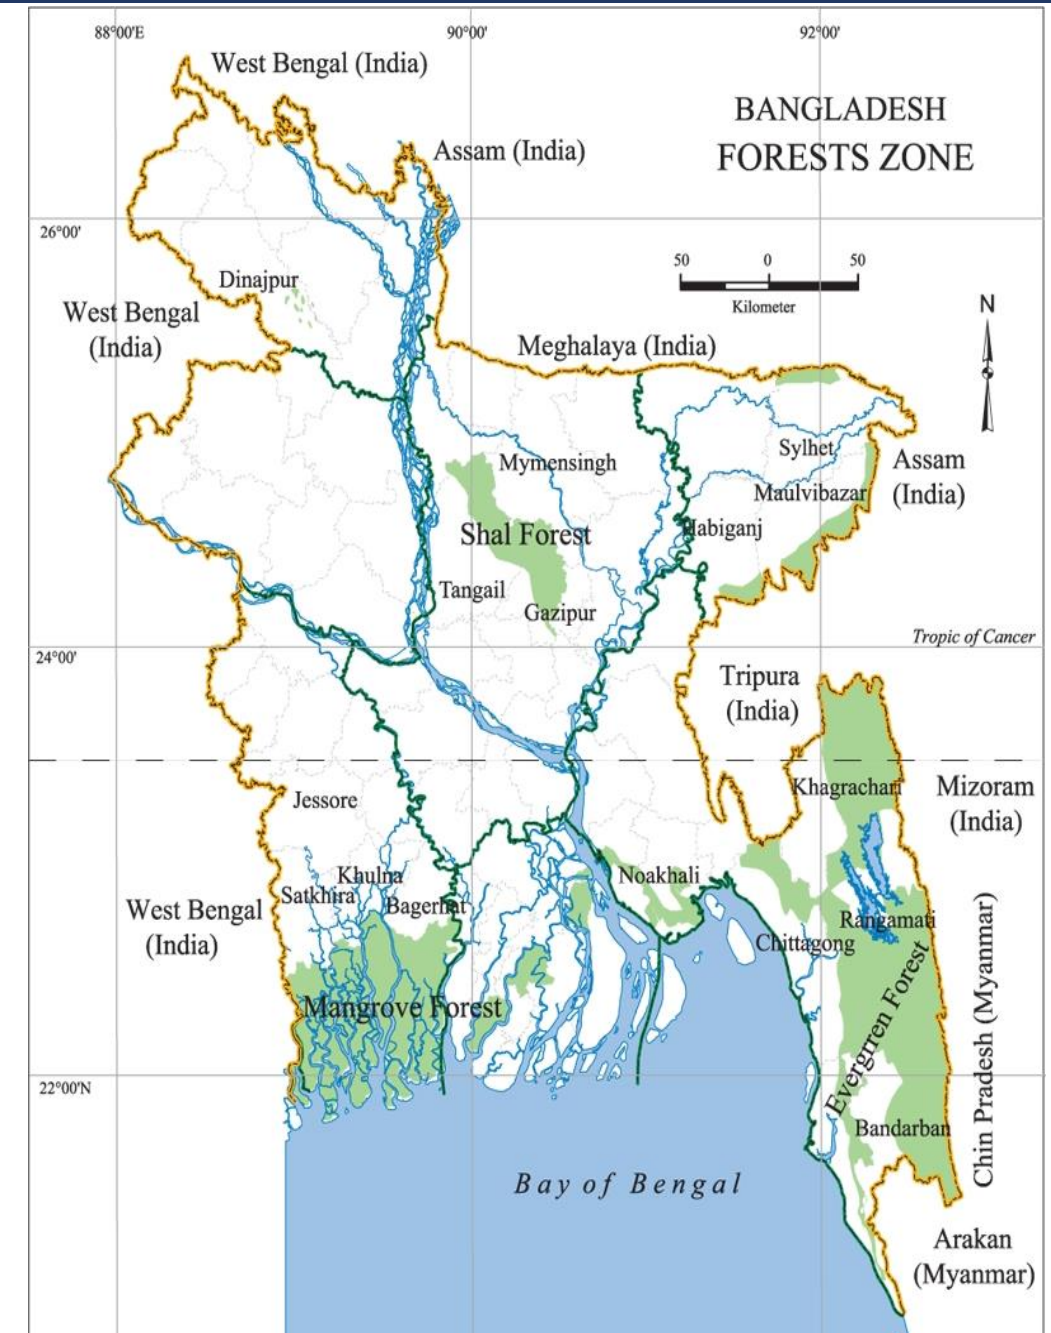 88°00'E
90°00'
92°00'
West Bengal (India)
BANGLADESH
FORESTS ZONE
Assam (India)
26°00'
50
0
50
Kilometer
Dinajpur
N
West Bengal
(India)
Meghalaya (India)
Sylhet
Assam
(India)
Mymensingh
Maulvibazar
Habiganj
Shal Forest
Tangail
Gazipur
Tropic of Cancer
24°00'
Tripura
(India)
Khagrachari
Mizoram
(India)
Jessore
Khulna
Satkhira
Bagerhat
Noakhali
West Bengal
(India)
Rangamati
Chittagong
Mangrove Forest
Evergrren Forest
Chin Pradesh (Myanmar)
22°00'N
Bandarban
Bay of Bengal
Arakan
(Myanmar)